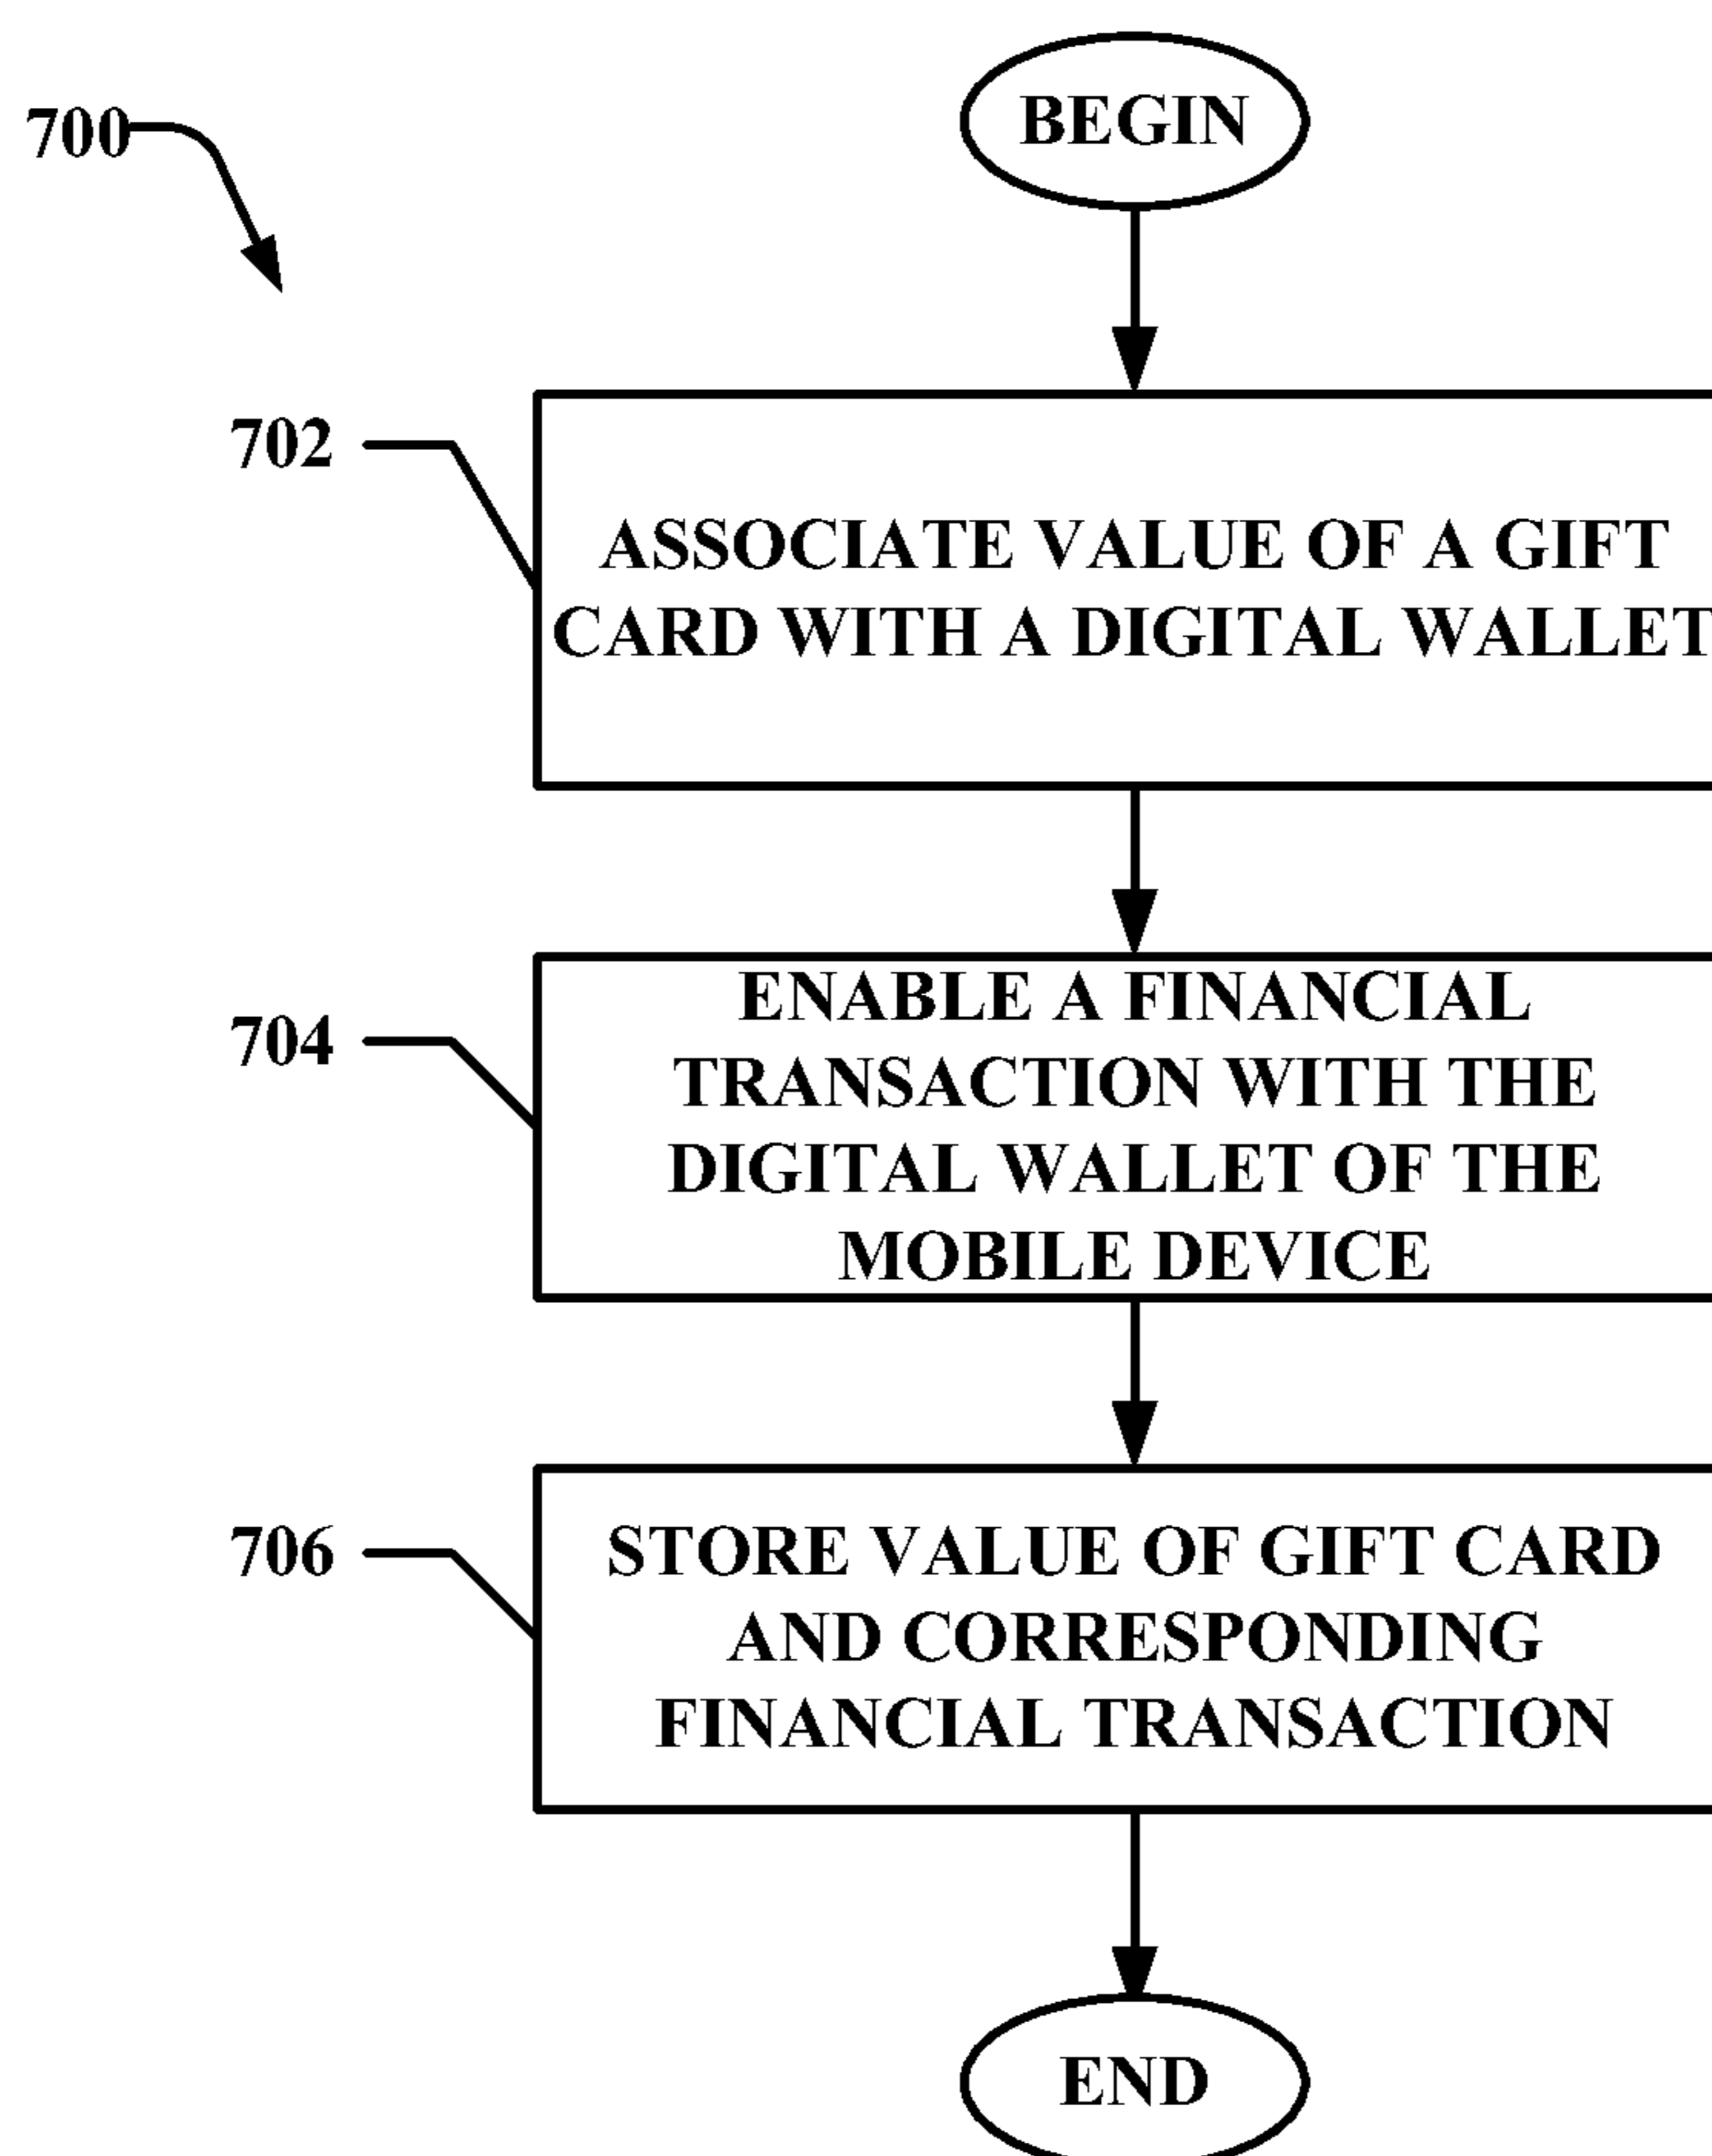 700
BEGIN
702
ASSOCIATE VALUE OF A GIFT
CARD WITH A DIGITAL WALLET
704
ENABLE A FINANCIAL
TRANSACTION WITH THE
DIGITAL WALLET OF THE
MOBILE DEVICE
706
STORE VALUE OF GIFT CARD
AND CORRESPONDING
FINANCIAL TRANSACTION
END